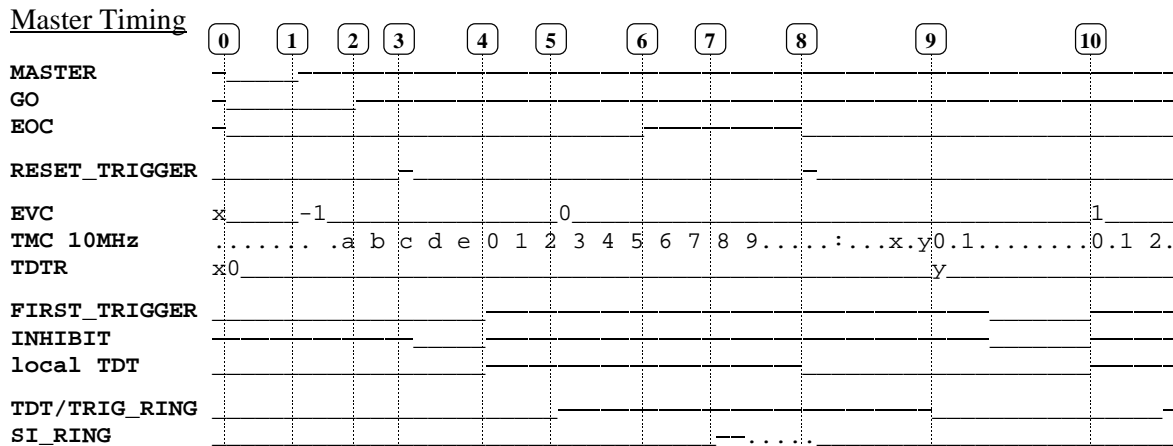 Master Timing
0 1 2 3 4 5 6 7 8 9 10
MASTER
GO
EOC
RESET_TRIGGER
EVC x -1 0 1
TMC 10MHz ....... .a b c d e 0 1 2 3 4 5 6 7 8 9.....:...x.y0.1........0.1 2.
TDTR x0 y
FIRST_TRIGGER
INHIBIT
local TDT
TDT/TRIG_RING
SI_RING .....